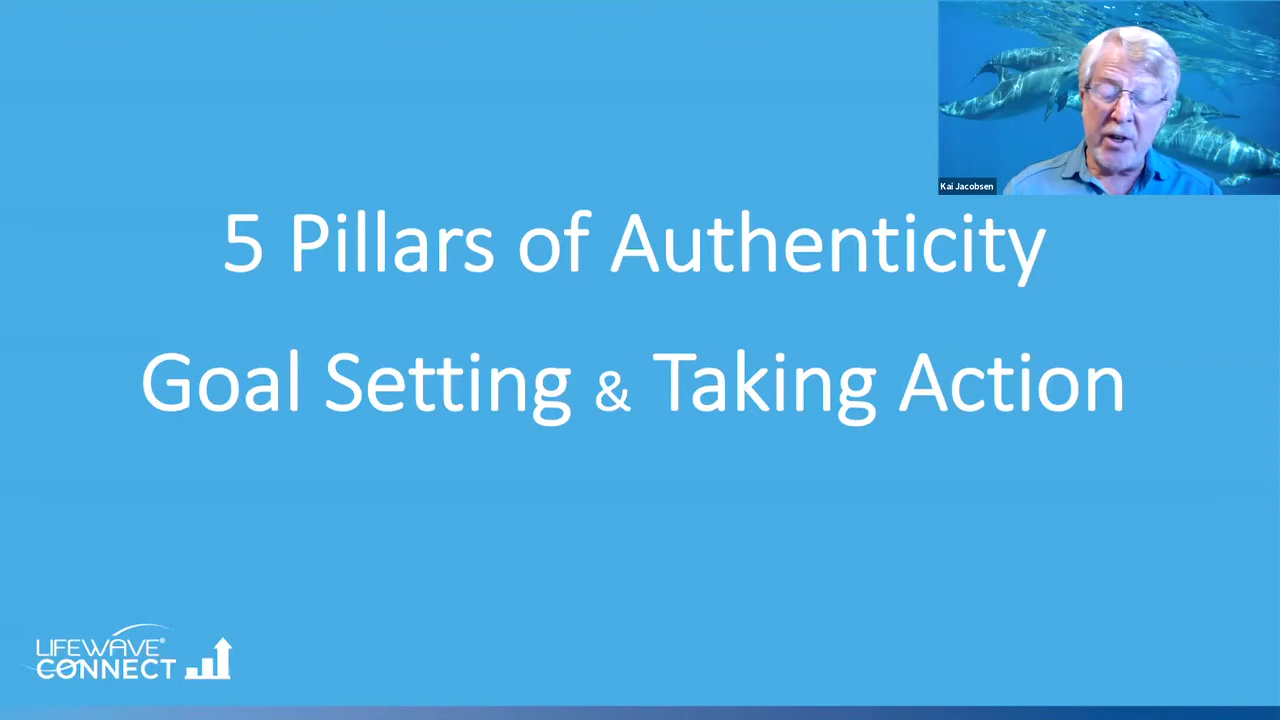 Kai Jacobsen
5 Pillars of Authenticity
Goal Setting & Taking Action
LIFEWAVE®
CONNECT